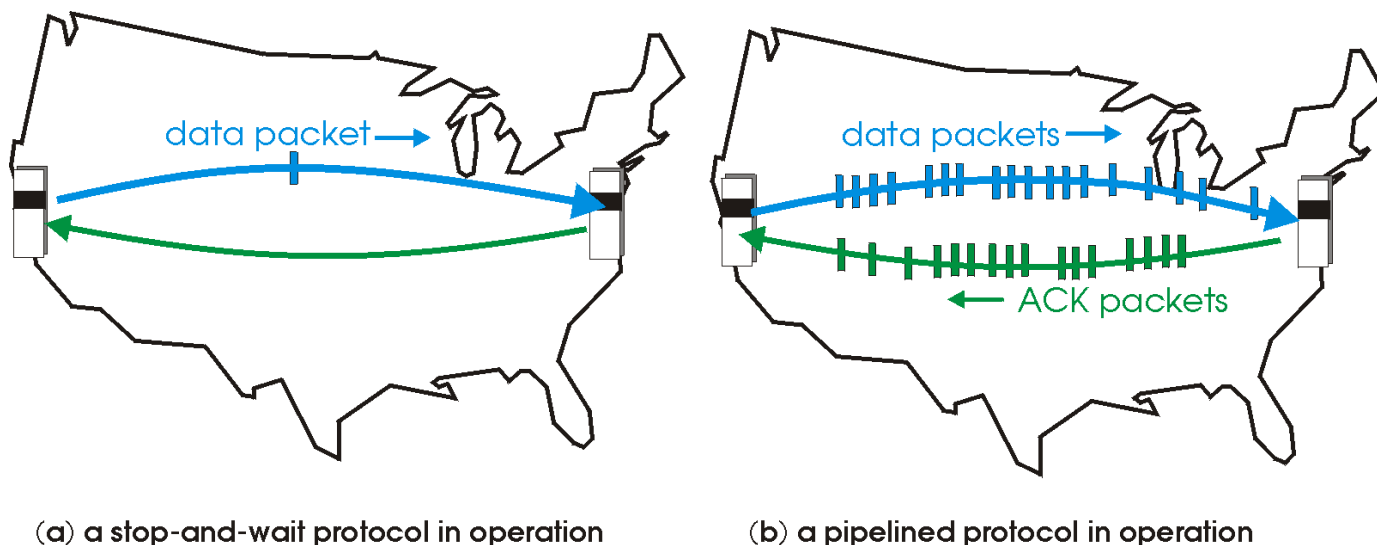 data packet
data packets
ACK packets
(a) a stop-and-wait protocol in operation
(b) a pipelined protocol in operation